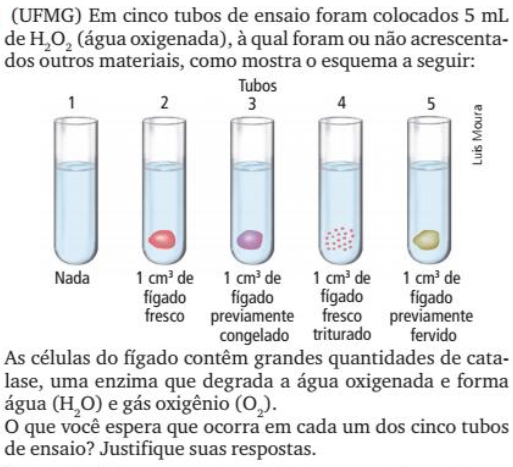 (UFMG) Em cinco tubos de ensaio foram colocados 5 mL
de H₂O₂ (água oxigenada), à qual foram ou não acrescenta-
dos outros materiais, como mostra o esquema a seguir:
Tubos
1 2 3 4 5
Luis Moura
Nada
1 cm³ de
fígado
fresco
1 cm³ de
fígado
previamente
congelado
1 cm³ de
fígado
fresco
triturado
1 cm³ de
fígado
previamente
fervido
As células do fígado contêm grandes quantidades de cata-
lase, uma enzima que degrada a água oxigenada e forma
água (H₂O) e gás oxigênio (O₂).
O que você espera que ocorra em cada um dos cinco tubos
de ensaio? Justifique suas respostas.